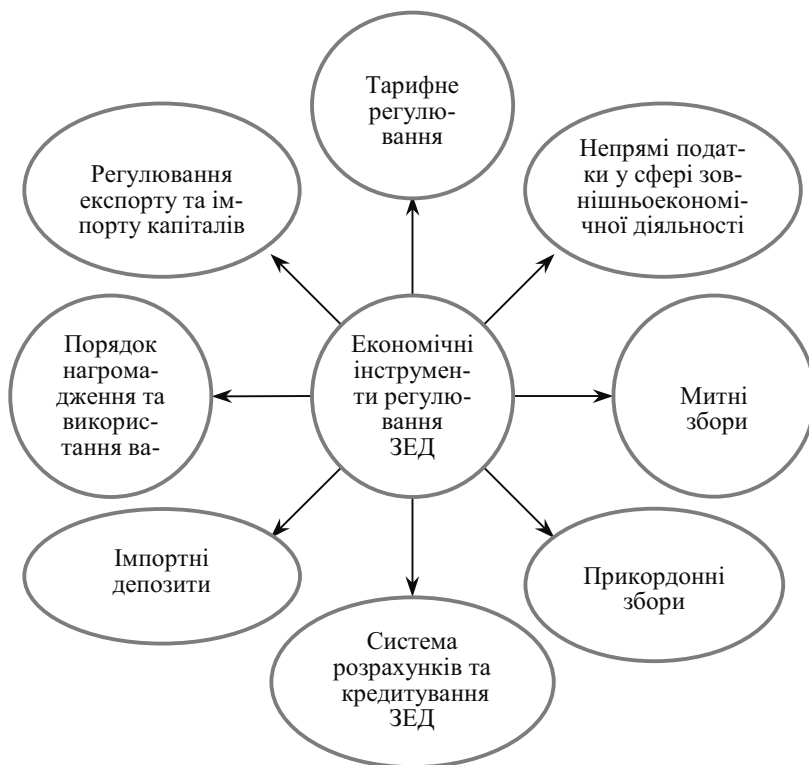 Тарифне
регулю-
вання
Регулювання
експорту та ім-
порту капіталів
Непрямі подат-
ки у сфері зов-
нішньоекономі-
чної діяльності
Порядок
нагрома-
дження та
викорис-
тання ва-
Економічні
інструмен-
ти регулю-
вання
ЗЕД
Митні
збори
Імпортні
депозити
Прикордонні
збори
Система
розрахунків та
кредитування
ЗЕД